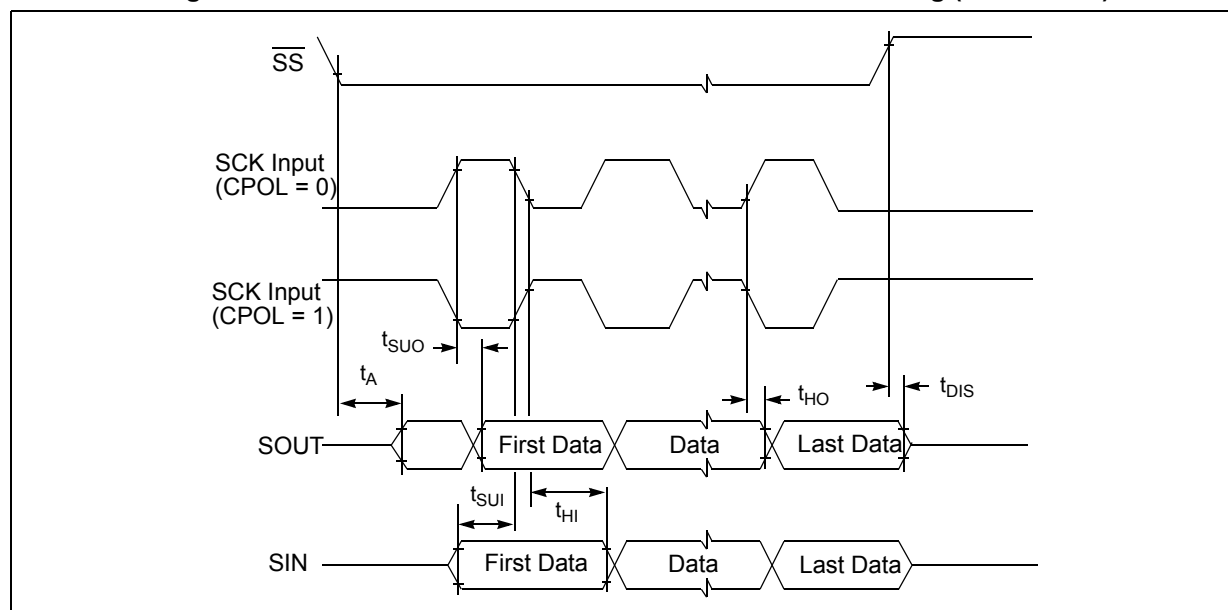 SS
SCK Input
(CPOL = 0)
SCK Input
(CPOL = 1)
tSUO
tA
tHO
tDIS
SOUT
First Data
Data
Last Data
tSUI
tHI
SIN
First Data
Data
Last Data